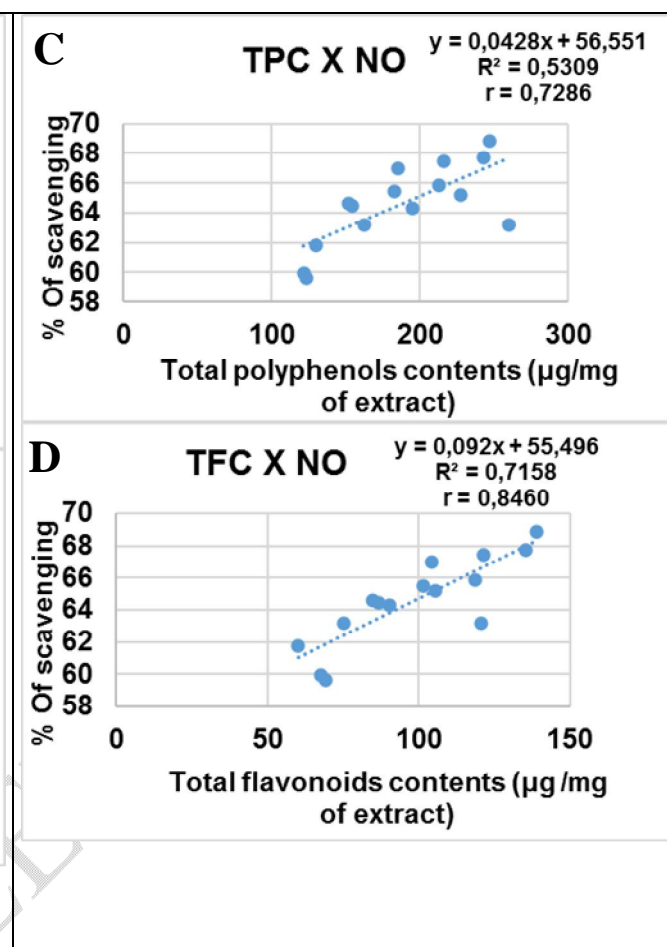 C
TPC X NO
y = 0,0428x + 56,551
R² = 0,5309
r = 0,7286
% Of scavenging
70
68
66
64
62
60
58
0 100 200 300
Total polyphenols contents (µg/mg
of extract)
D
TFC X NO
y = 0,092x + 55,496
R² = 0,7158
r = 0,8460
% Of scavenging
70
68
66
64
62
60
58
0 50 100 150
Total flavonoids contents (µg /mg
of extract)